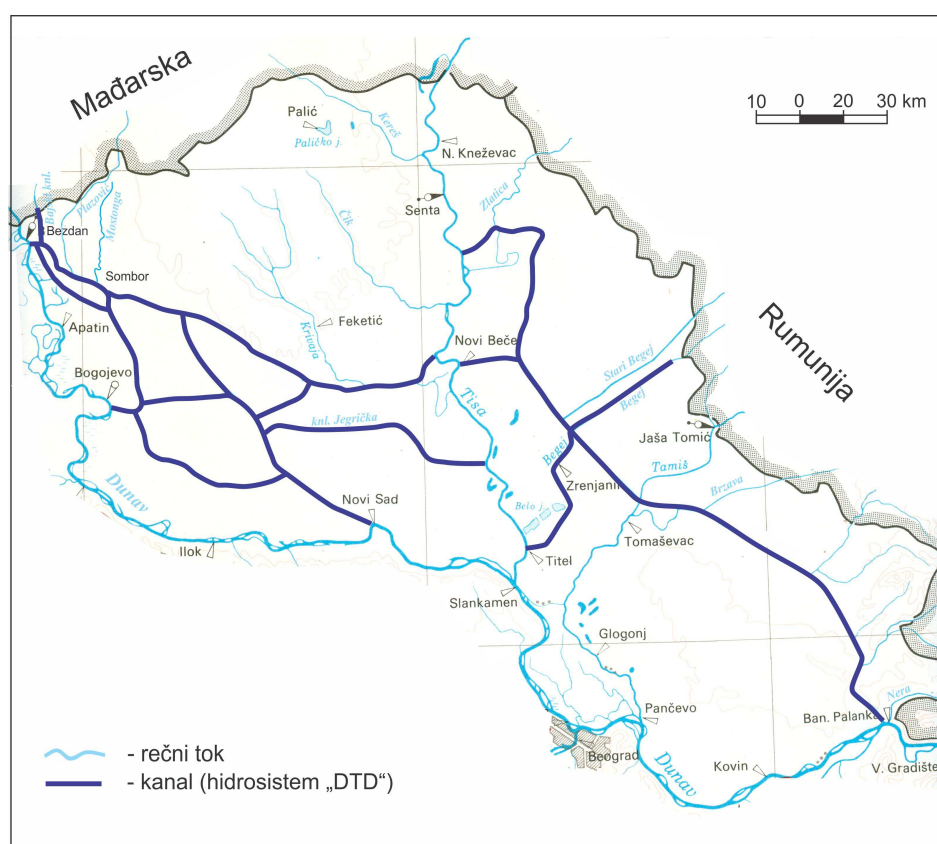 Mađarska
10 0 20 30 km
Palić
Palićko j.
Kereš
N. Kneževac
Zlatica
Senta
Čik
Plazović
Mostonga
Bezdan
Sombor
Apatin
Feketić
Krivaja
Novi Beče
Rumunija
Stari Begej
Begej
Bogojevo
Tisa
knl. Jegrička
Jaša Tomić
Begej
Tamiš
Zrenjanin
Brzava
Dunav
Novi Sad
Belo j.
Ilok
Titel
Tomaševac
Slankamen
Glogonj
Pančevo
Nera
Ban. Palanka
Beograd
Dunav
Kovin
V. Gradište
- rečni tok
- kanal (hidrosistem „DTD“)